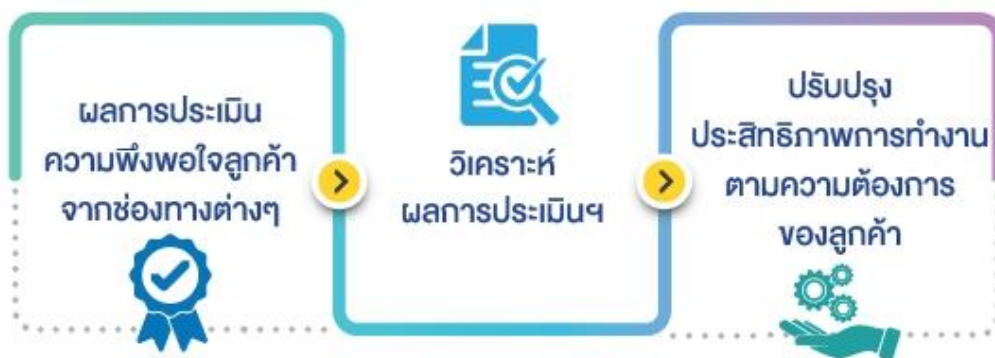 ผลการประเมิน
ความพึงพอใจลูกค้า
จากช่องทางต่างๆ
วิเคราะห์
ผลการประเมินฯ
ปรับปรุง
ประสิทธิภาพการทำงาน
ตามความต้องการ
ของลูกค้า